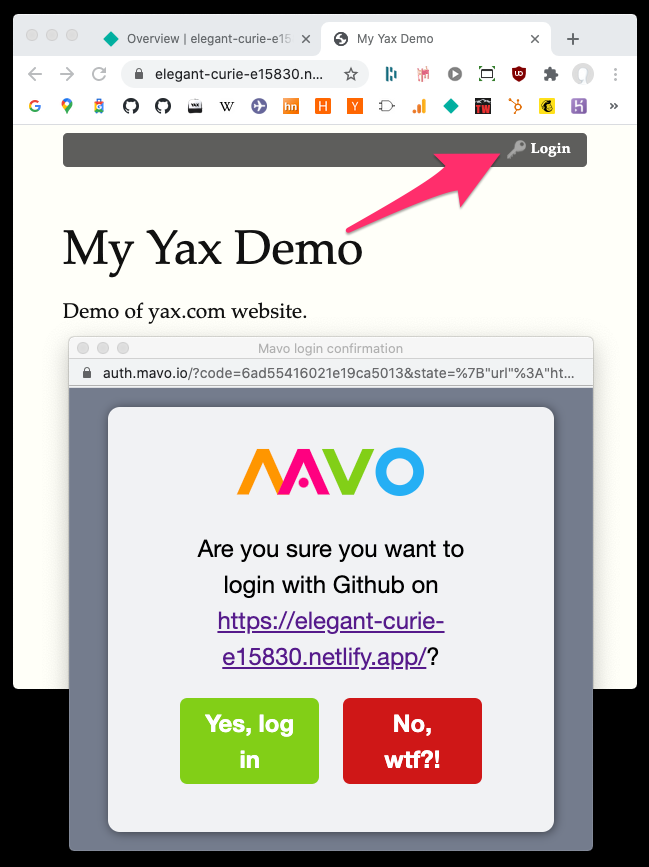 Overview | elegant-curie-e15
My Yax Demo
elegant-curie-e15830.n...
Login
My Yax Demo
Demo of yax.com website.
Mavo login confirmation
auth.mavo.io/?code=6ad55416021e19ca5013&state=%7B"url"%3A"ht...
MAVO
Are you sure you want to
login with Github on
https://elegant-curie-
e15830.netlify.app/?
Yes, log
in
No,
wtf?!